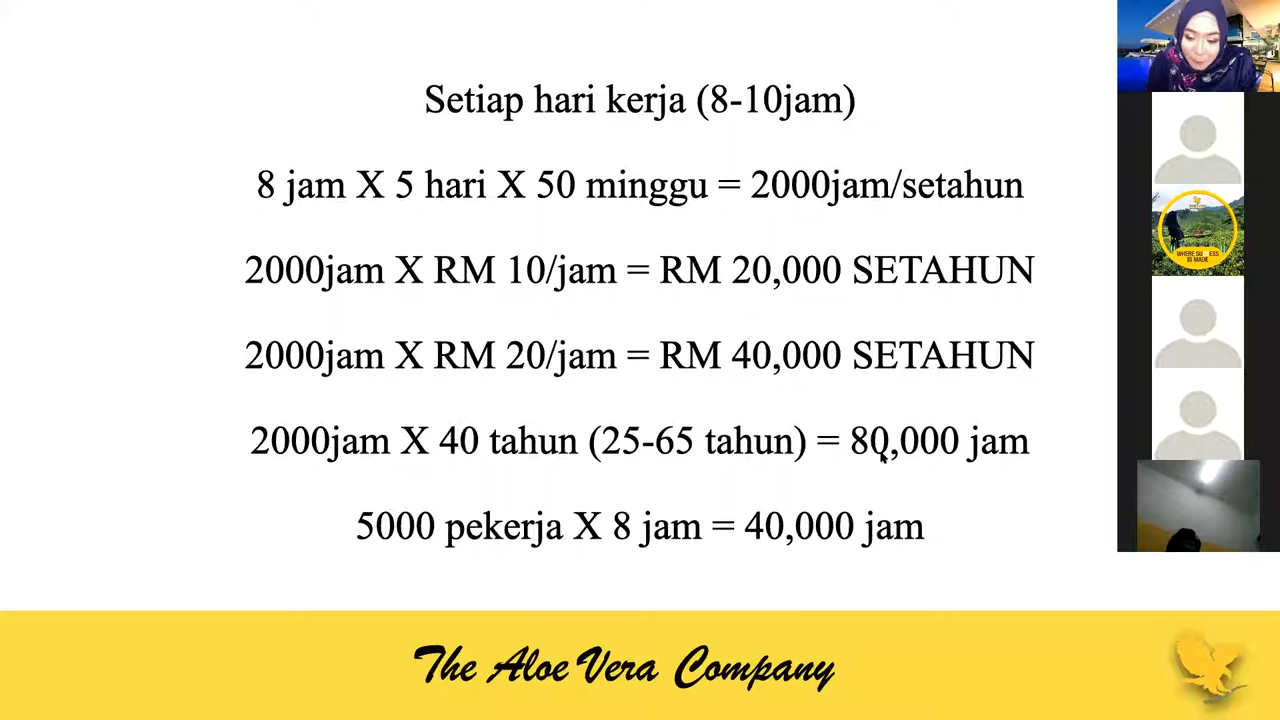 Setiap hari kerja (8-10jam)
8 jam X 5 hari X 50 minggu = 2000jam/setahun
2000jam X RM 10/jam = RM 20,000 SETAHUN
2000jam X RM 20/jam = RM 40,000 SETAHUN
2000jam X 40 tahun (25-65 tahun) = 80,000 jam
5000 pekerja X 8 jam = 40,000 jam
The Aloe Vera Company
IS MADE